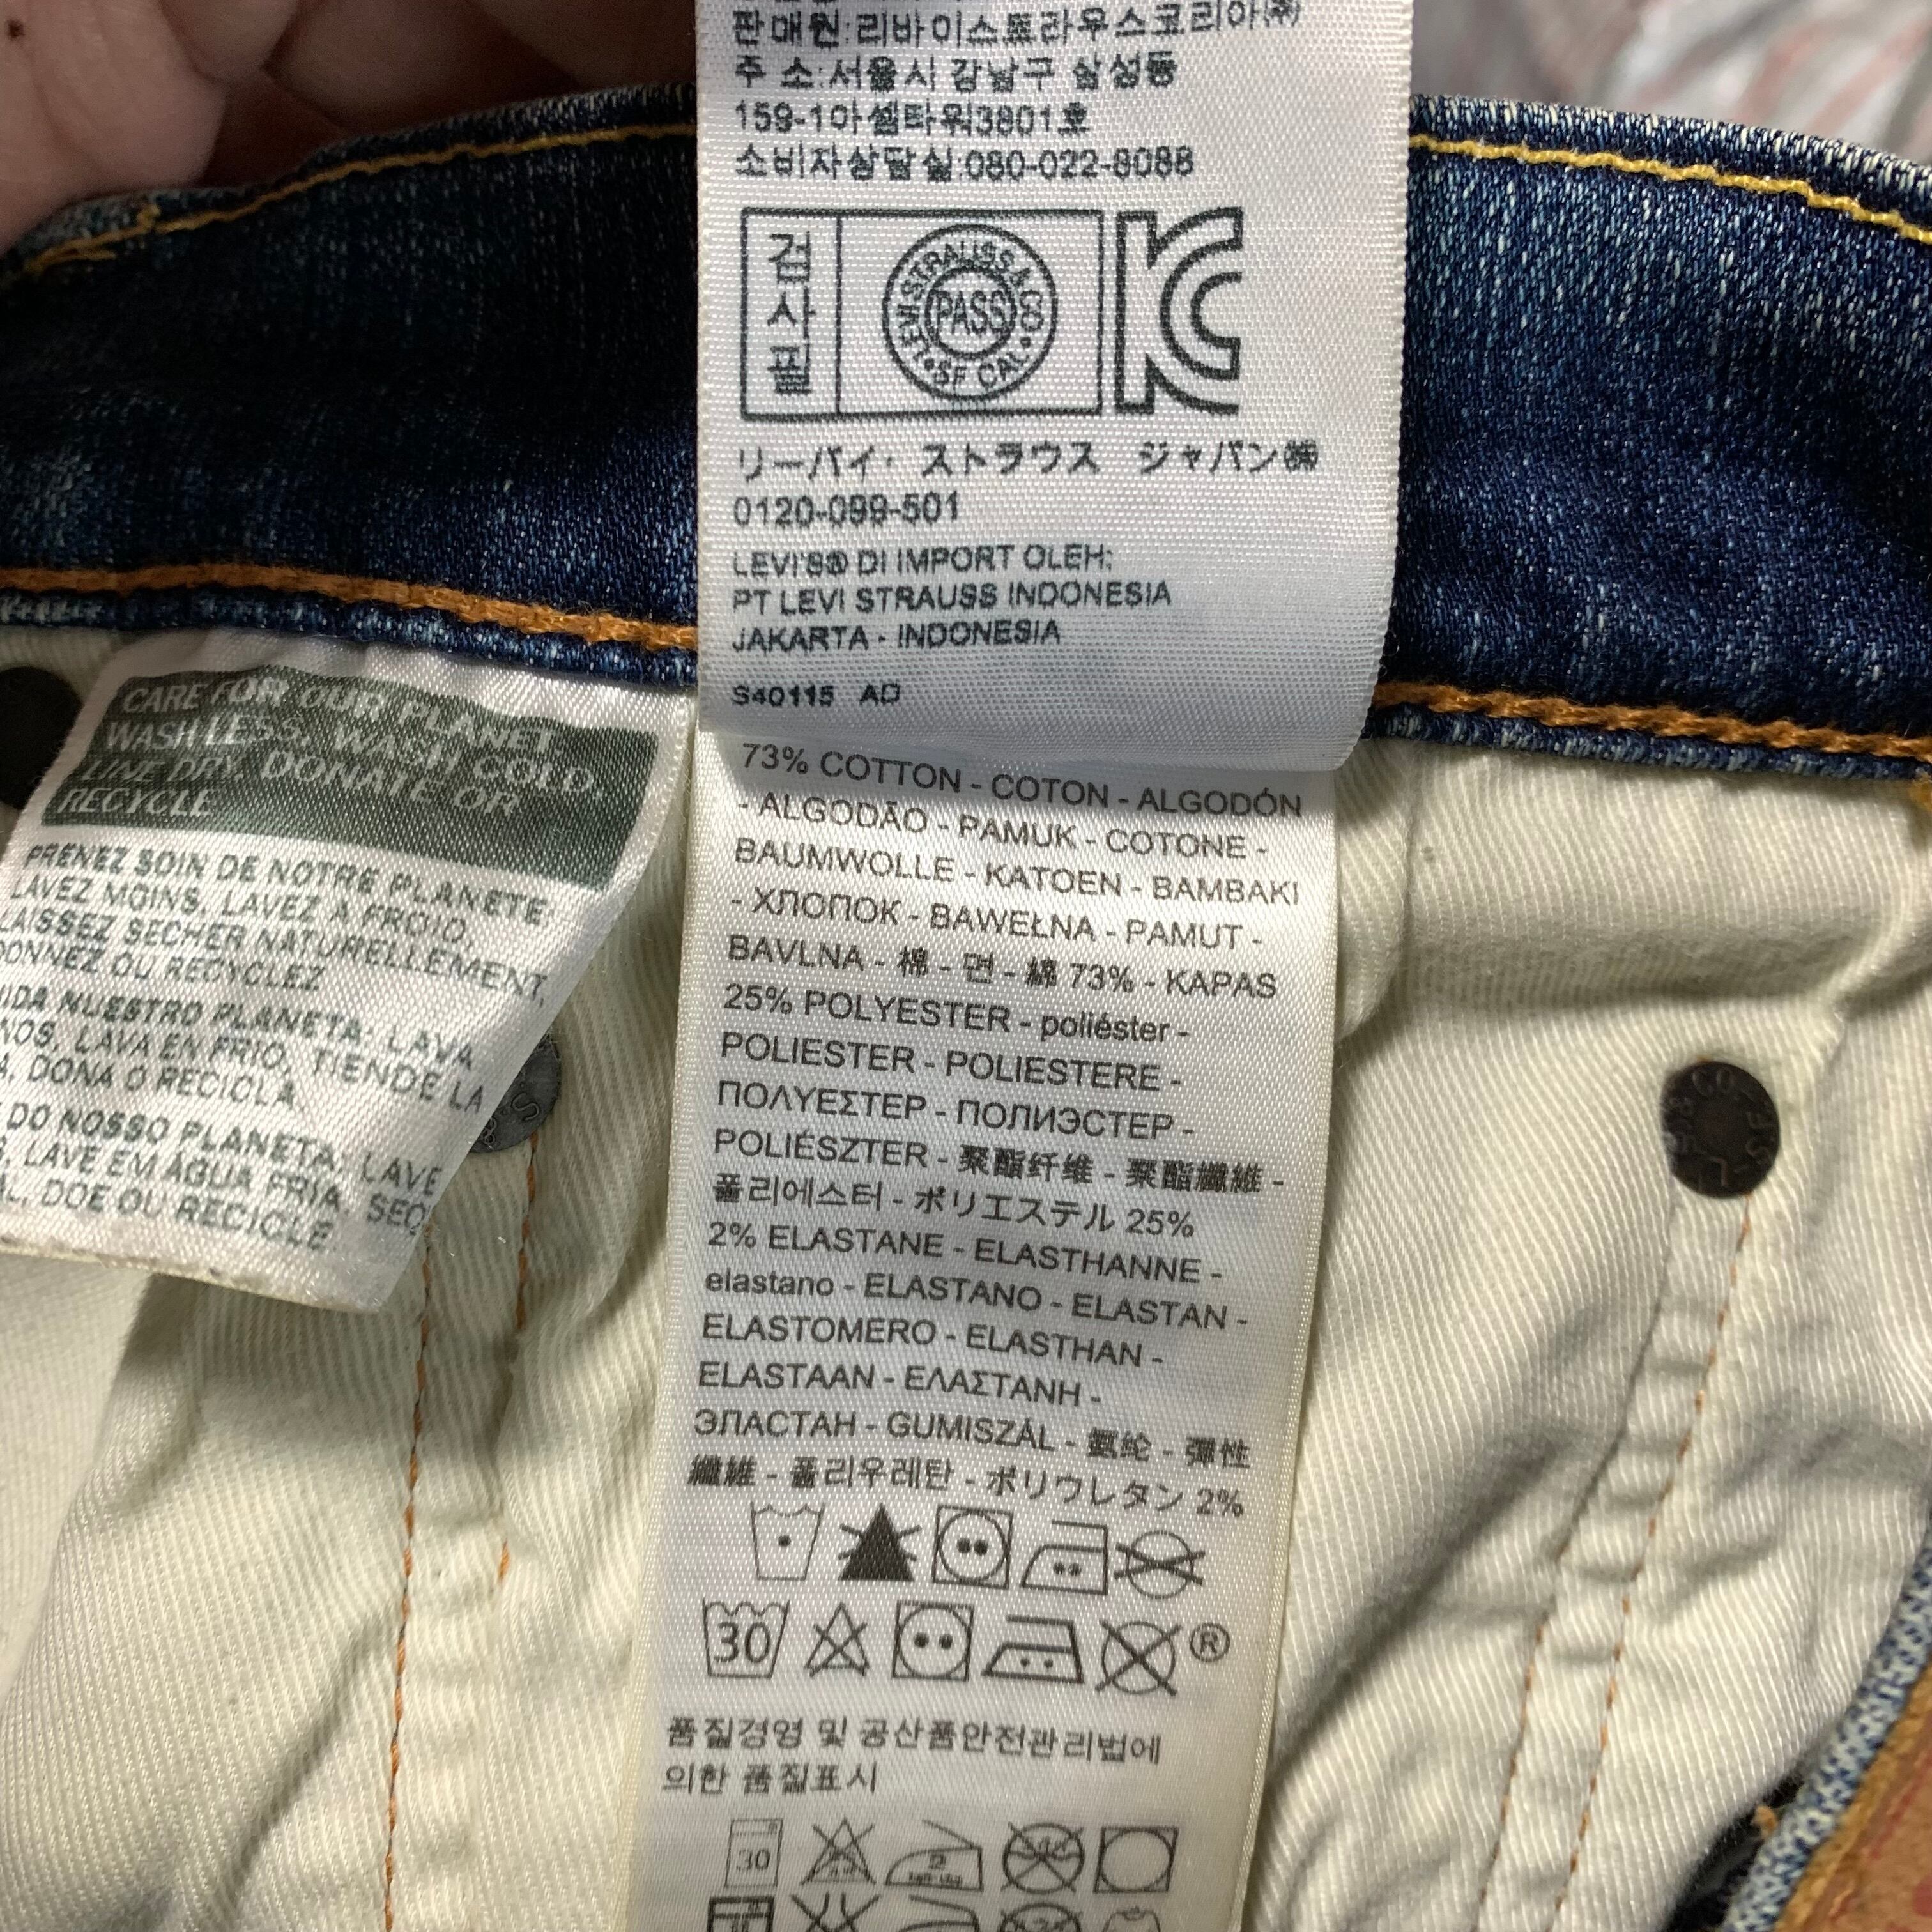 판매원:리바이스트라우스코리아㈜
주 소:서울시 강남구 삼성동
159-1아셈타워3801호
소비자상담실:080-022-8088
검사필
LEVI STRAUSS & CO • SF CAL •
PASS
リーバイ・ストラウス ジャパン㈱
0120-099-501
LEVI'S® DI IMPORT OLEH:
PT LEVI STRAUSS INDONESIA
JAKARTA - INDONESIA
S40115 AD
CARE FOR OUR PLANET
WASH LESS, WASH COLD,
LINE DRY, DONATE OR
RECYCLE
PRENEZ SOIN DE NOTRE PLANETE
LAVEZ MOINS, LAVEZ A FROID,
LAISSEZ SECHER NATURELLEMENT,
DONNEZ OU RECYCLEZ
NUESTRO PLANETA. LAVA
LAVA EN FRIO, TIENDE LA
DONA O RECICLA
DO NOSSO PLANETA. LAVE
LAVE EM ÁGUA FRIA,
DOE OU RECICLE
73% COTTON - COTON - ALGODÓN
- ALGODÃO - PAMUK - COTONE -
BAUMWOLLE - KATOEN - BAMBAKI
- ХЛОПОК - BAWEŁNA - PAMUT -
BAVLNA - 棉 - 면 - 綿 73% - KAPAS
25% POLYESTER - poliéster -
POLIESTER - POLIESTERE -
ΠΟΛΥΕΣΤΕΡ - ПОЛИЭСТЕР -
POLIÉSZTER - 聚酯纤维 - 聚酯纖維 -
폴리에스터 - ポリエステル 25%
2% ELASTANE - ELASTHANNE -
elastano - ELASTANO - ELASTAN -
ELASTOMERO - ELASTHAN -
ELASTAAN - ΕΛΑΣΤΑΝΗ -
ЭЛАСТАН - GUMISZÁL - 氨纶 - 彈性
纖維 - 폴리우레탄 - ポリウレタン 2%
30 ®
품질경영 및 공산품안전관리법에
의한 품질표시
30